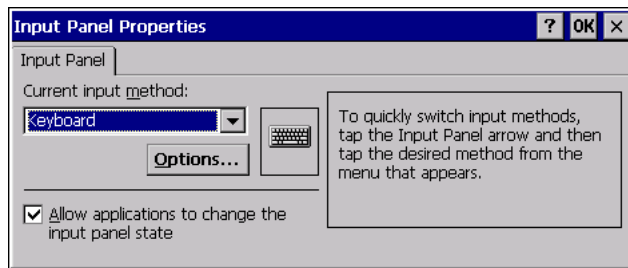 Input Panel Properties ? OK ×
Input Panel
Current input method:
Keyboard
Options...
Allow applications to change the
input panel state
To quickly switch input methods,
tap the Input Panel arrow and then
tap the desired method from the
menu that appears.